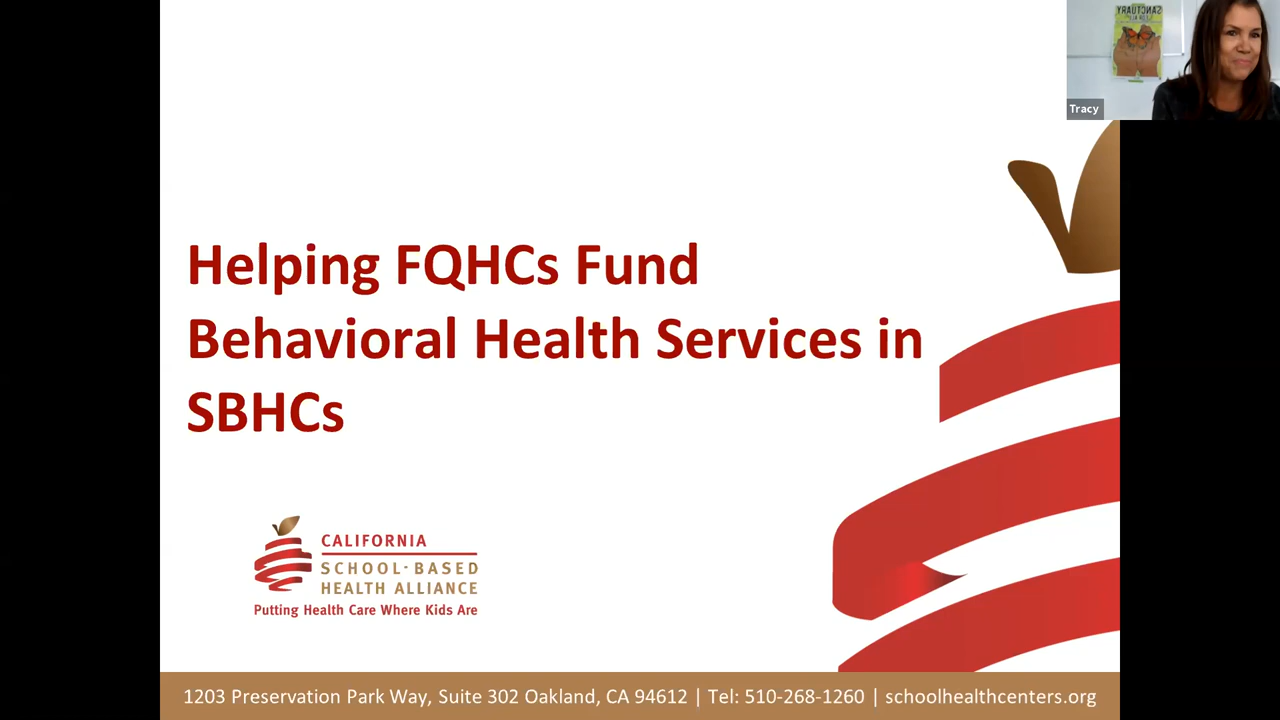 SANCTUARY
Tracy
Helping FQHCs Fund
Behavioral Health Services in
SBHCs
CALIFORNIA
SCHOOL-BASED
HEALTH ALLIANCE
Putting Health Care Where Kids Are
1203 Preservation Park Way, Suite 302 Oakland, CA 94612 | Tel: 510-268-1260 | schoolhealthcenters.org